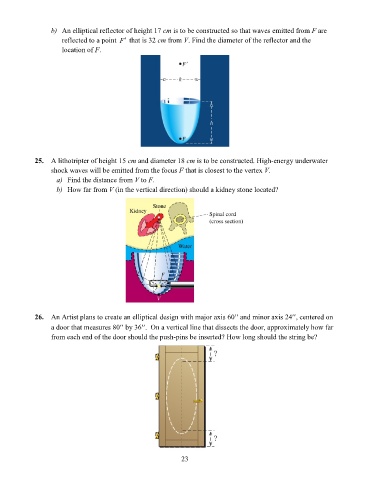 b) An elliptical reflector of height 17 cm is to be constructed so that waves emitted from F are
reflected to a point F' that is 32 cm from V. Find the diameter of the reflector and the
location of F.
F'
h
F
25. A lithotripter of height 15 cm and diameter 18 cm is to be constructed. High-energy underwater
shock waves will be emitted from the focus F that is closest to the vertex V.
a) Find the distance from V to F.
b) How far from V (in the vertical direction) should a kidney stone located?
Stone
Kidney
Spinal cord
(cross section)
Water
F
V
26. An Artist plans to create an elliptical design with major axis 60" and minor axis 24", centered on
a door that measures 80" by 36". On a vertical line that dissects the door, approximately how far
from each end of the door should the push-pins be inserted? How long should the string be?
?
?
23